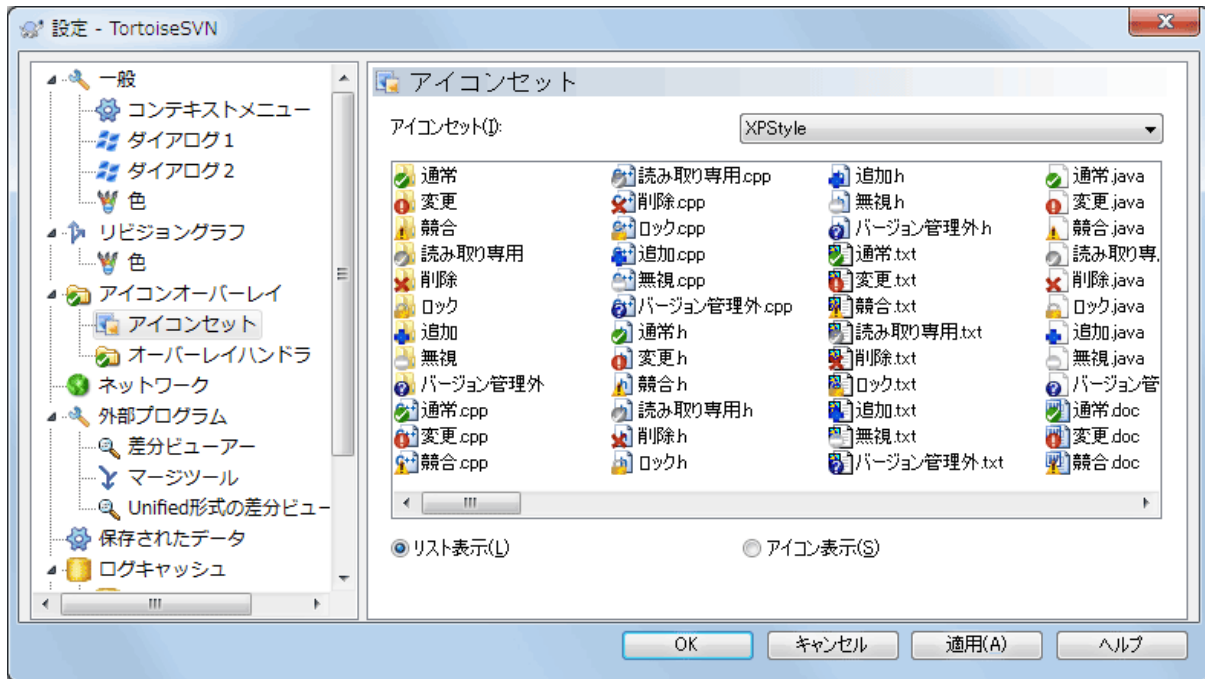 設定 - TortoiseSVN
一般
コンテキストメニュー
ダイアログ1
ダイアログ2
色
リビジョングラフ
色
アイコンオーバーレイ
アイコンセット
オーバーレイハンドラ
ネットワーク
外部プログラム
差分ビューアー
マージツール
Unified形式の差分ビュー
保存されたデータ
ログキャッシュ
アイコンセット
アイコンセット(I):
XPStyle
通常
変更
競合
読み取り専用
削除
ロック
追加
無視
バージョン管理外
通常.cpp
変更.cpp
競合.cpp
読み取り専用.cpp
削除.cpp
ロック.cpp
追加.cpp
無視.cpp
バージョン管理外.cpp
通常.h
変更.h
競合.h
読み取り専用.h
削除.h
ロック.h
追加.h
無視.h
バージョン管理外.h
通常.txt
変更.txt
競合.txt
読み取り専用.txt
削除.txt
ロック.txt
追加.txt
無視.txt
バージョン管理外.txt
通常.java
変更.java
競合.java
読み取り専.
削除.java
ロック.java
追加.java
無視.java
バージョン管
通常.doc
変更.doc
競合.doc
リスト表示(L)
アイコン表示(S)
OK
キャンセル
適用(A)
ヘルプ